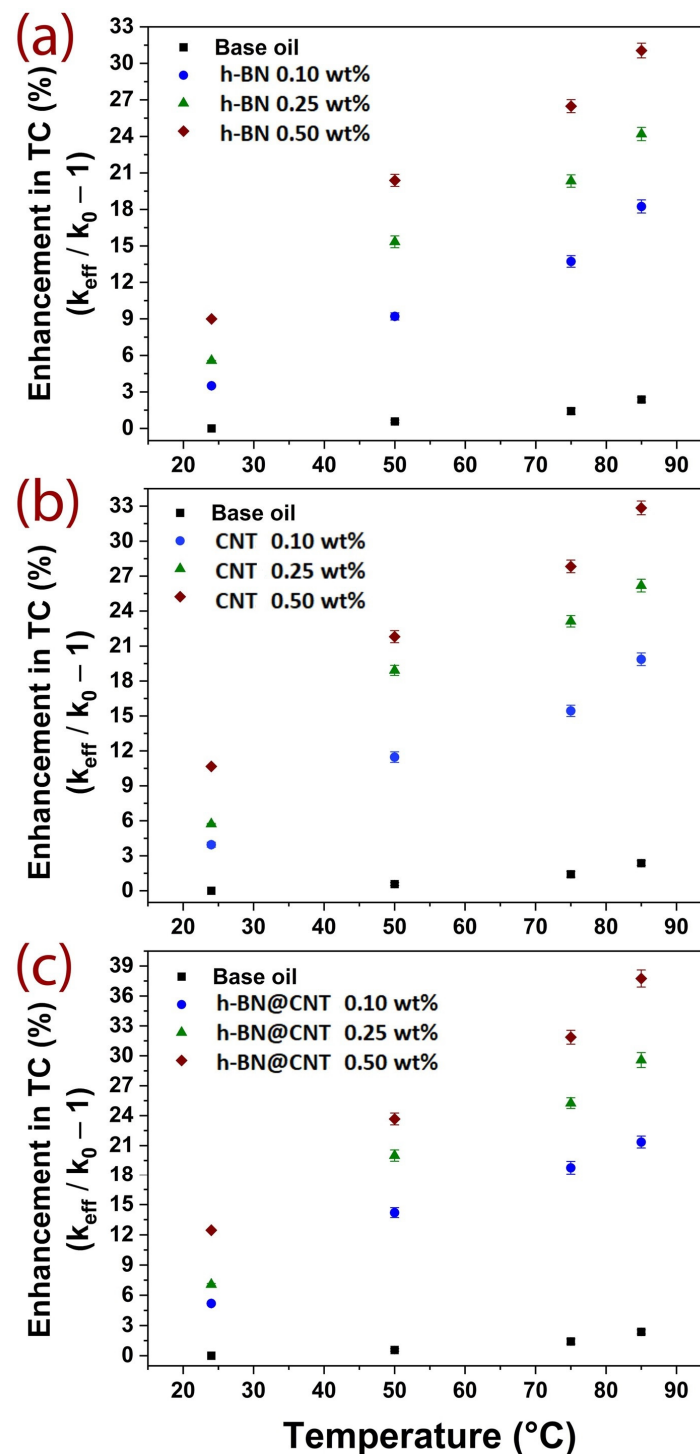 (a)
Enhancement in TC (%)
(k_eff / k_0 − 1)
33
30
27
24
21
18
15
12
9
6
3
0
Base oil
h-BN 0.10 wt%
h-BN 0.25 wt%
h-BN 0.50 wt%
20 30 40 50 60 70 80 90
(b)
Enhancement in TC (%)
(k_eff / k_0 − 1)
33
30
27
24
21
18
15
12
9
6
3
0
Base oil
CNT 0.10 wt%
CNT 0.25 wt%
CNT 0.50 wt%
20 30 40 50 60 70 80 90
(c)
Enhancement in TC (%)
(k_eff / k_0 − 1)
39
36
33
30
27
24
21
18
15
12
9
6
3
0
Base oil
h-BN@CNT 0.10 wt%
h-BN@CNT 0.25 wt%
h-BN@CNT 0.50 wt%
20 30 40 50 60 70 80 90
Temperature (°C)